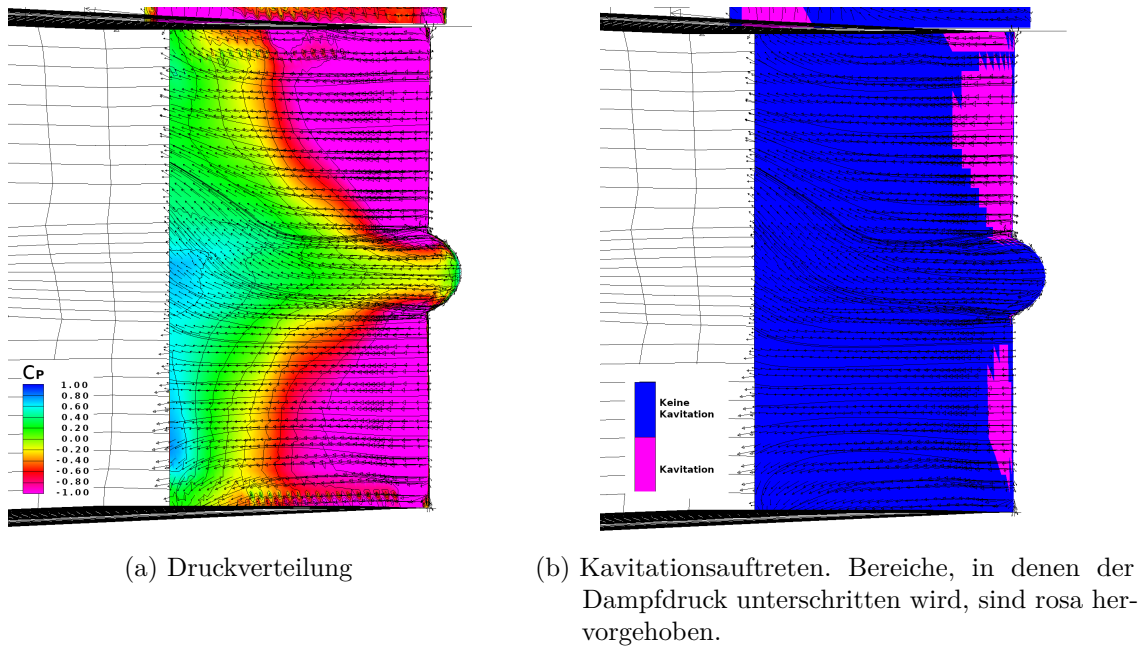 CP
1.00
0.80
0.60
0.40
0.20
0.00
-0.20
-0.40
-0.60
-0.80
-1.00
Keine
Kavitation
Kavitation
(a) Druckverteilung
(b) Kavitationsauftreten. Bereiche, in denen der
Dampfdruck unterschritten wird, sind rosa her-
vorgehoben.